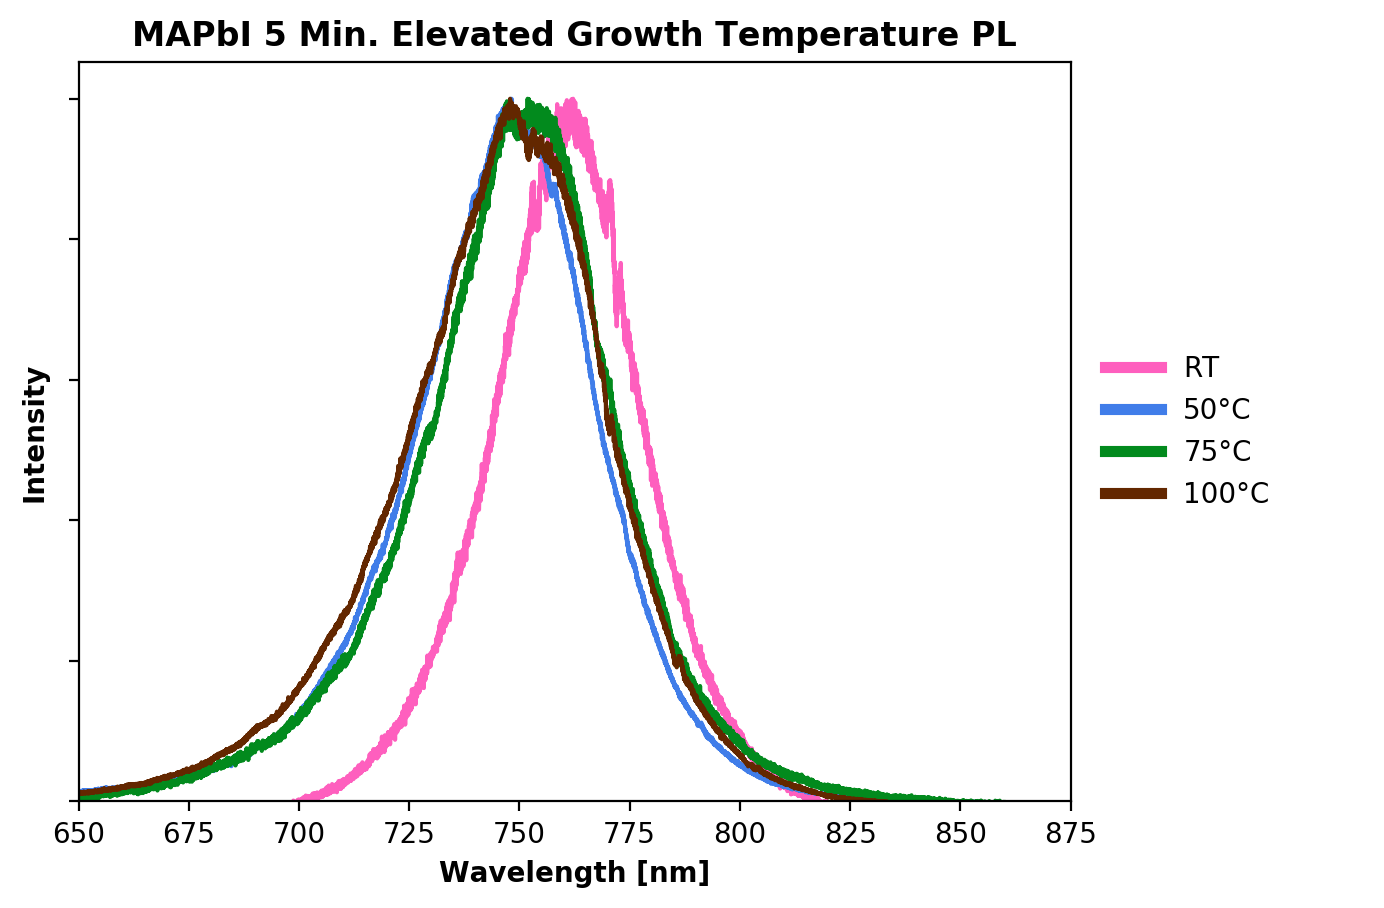 MAPbI 5 Min. Elevated Growth Temperature PL
Intensity
RT
50°C
75°C
100°C
650 675 700 725 750 775 800 825 850 875
Wavelength [nm]